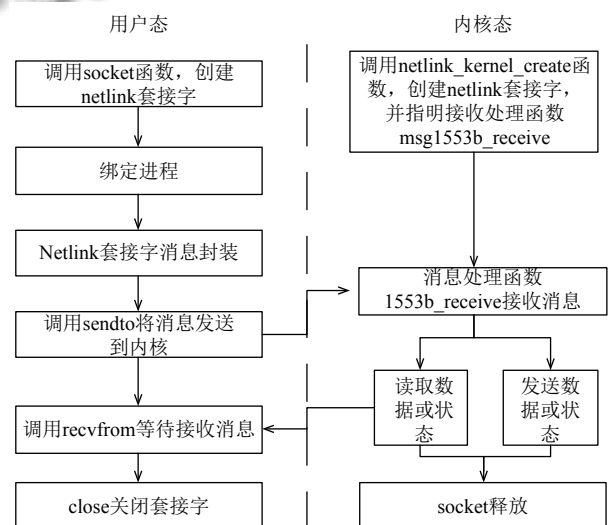 用户态
调用socket函数，创建
netlink套接字
绑定进程
Netlink套接字消息封装
调用sendto将消息发送
到内核
调用recvfrom等待接收消息
close关闭套接字
内核态
调用netlink_kernel_create函
数，创建netlink套接字，
并指明接收处理函数
msg1553b_receive
消息处理函数
1553b_receive接收消息
读取数
据或状
态
发送数
据或状
态
socket释放